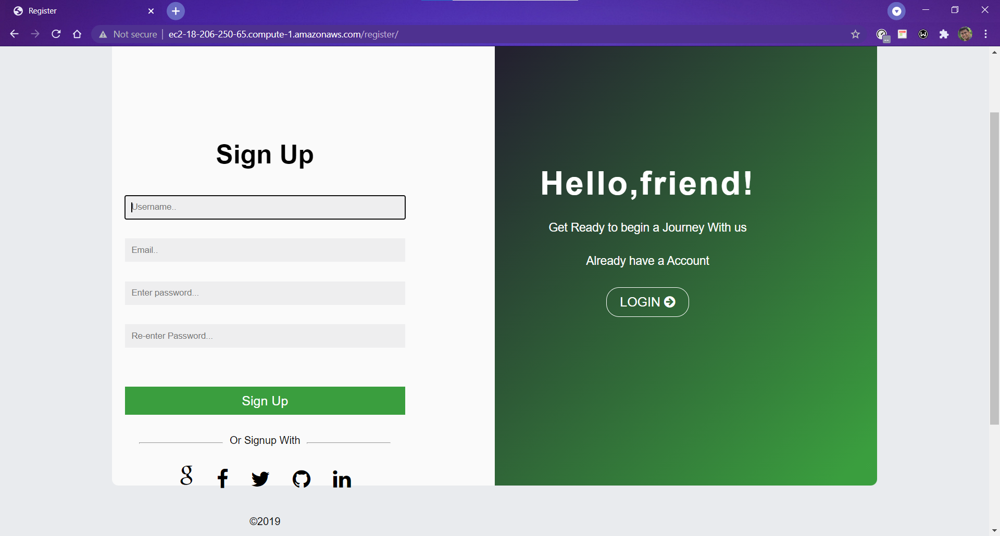 Register
Not secure
ec2-18-206-250-65.compute-1.amazonaws.com/register/
Sign Up
Username..
Email..
Enter password...
Re-enter Password...
Sign Up
Or Signup With
©2019
Hello,friend!
Get Ready to begin a Journey With us
Already have a Account
LOGIN